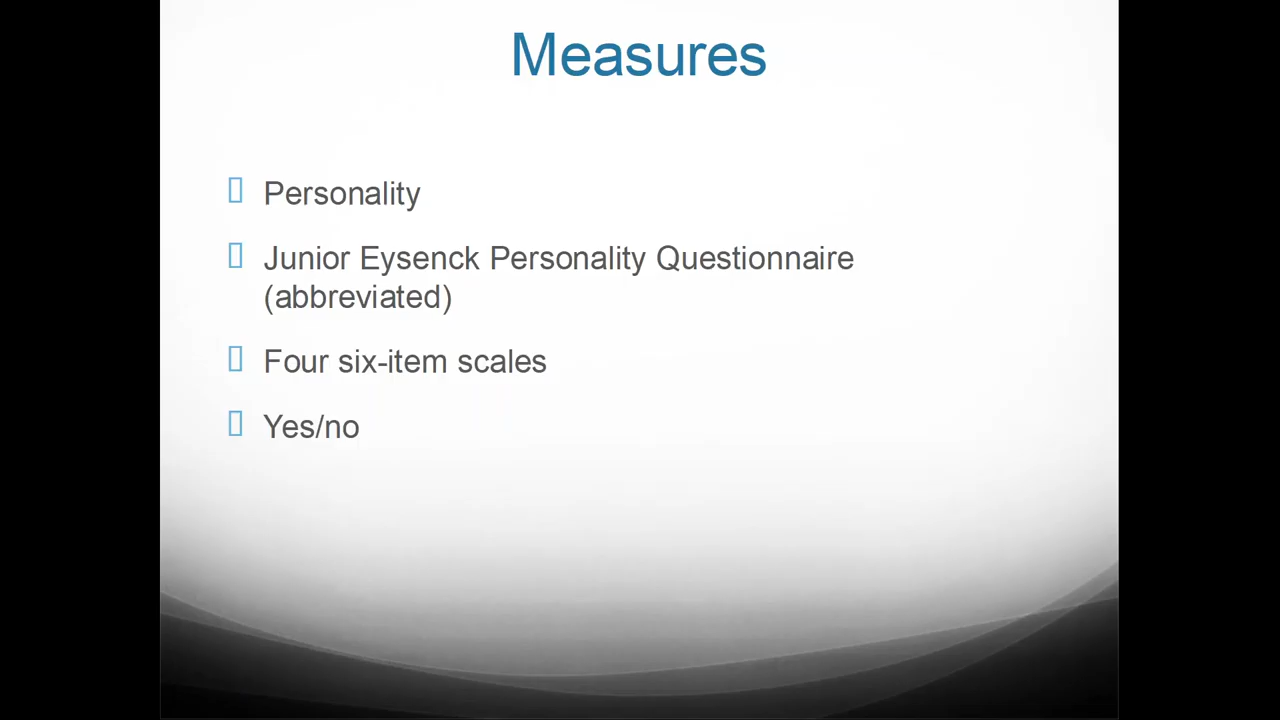 Measures
Personality
Junior Eysenck Personality Questionnaire
(abbreviated)
Four six-item scales
Yes/no